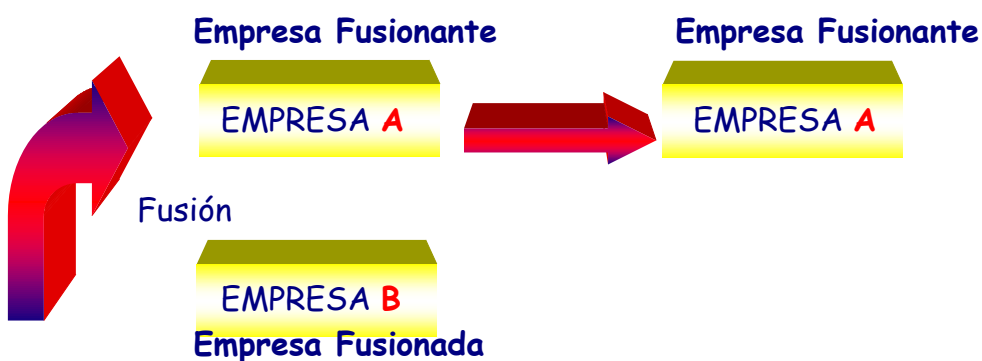 Empresa Fusionante
Empresa Fusionante
EMPRESA A
EMPRESA A
Fusión
EMPRESA B
Empresa Fusionada